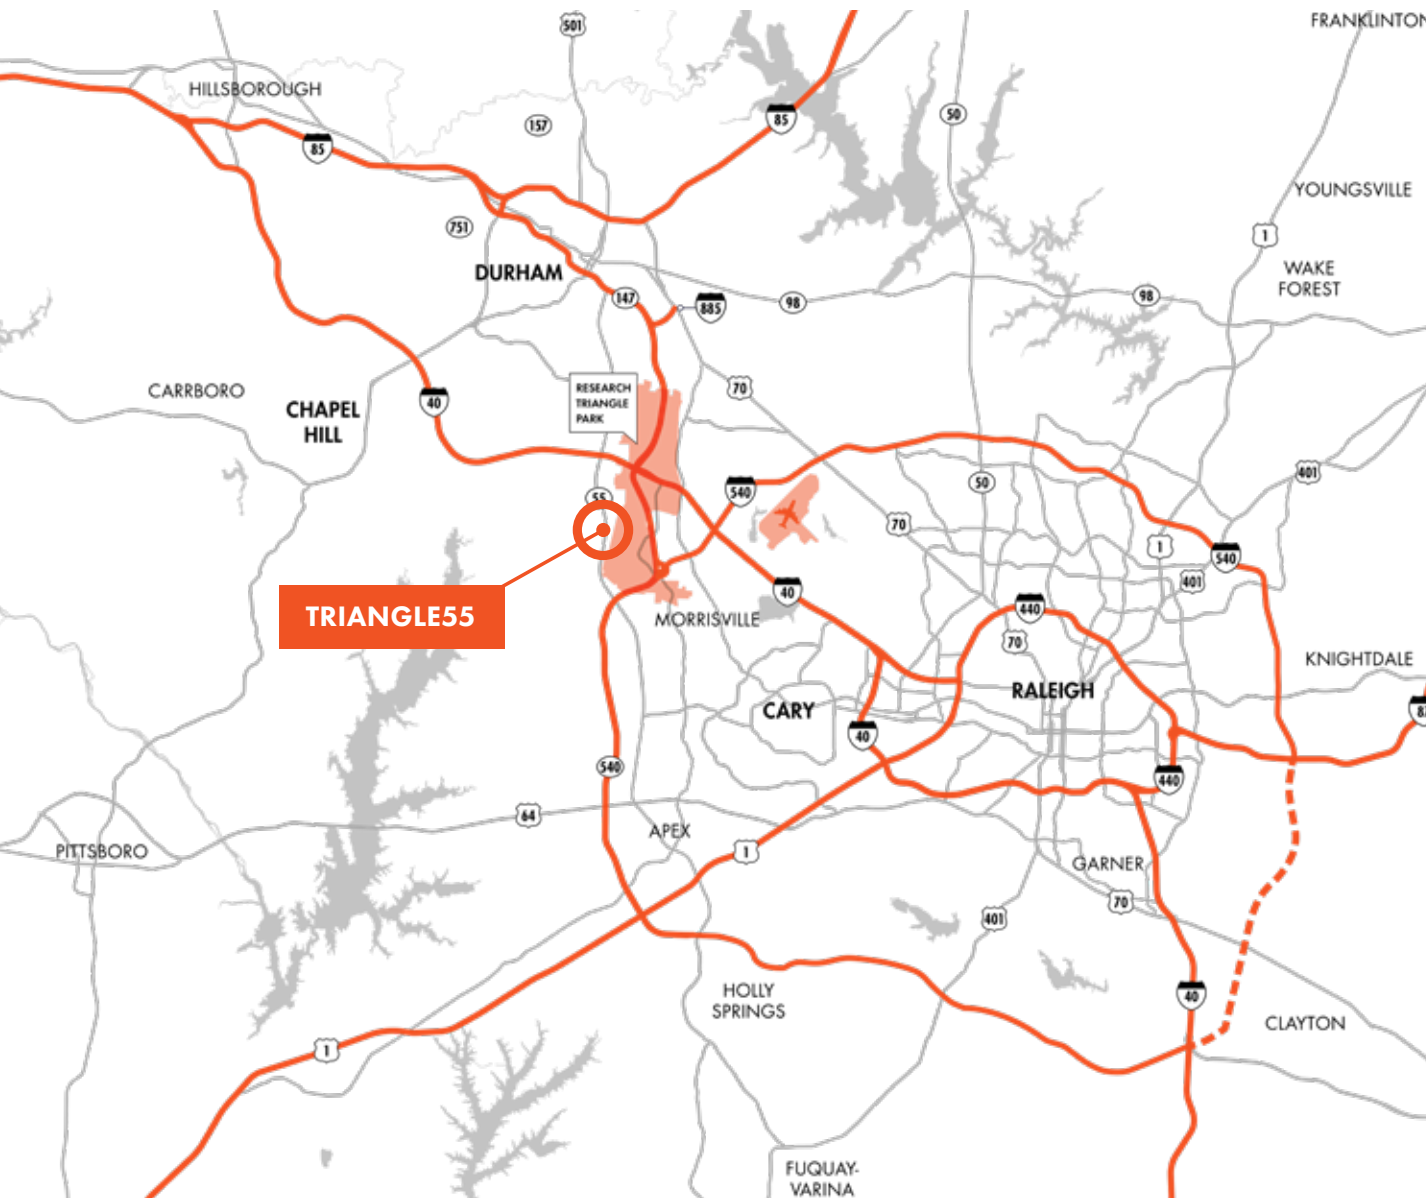 501
FRANKLINTON
HILLSBOROUGH
157
85
50
85
YOUNGSVILLE
751
1
DURHAM
WAKE
FOREST
147
885
98
98
RESEARCH
TRIANGLE
PARK
70
CARRBORO
40
CHAPEL
HILL
401
50
55
540
70
1
540
401
TRIANGLE55
40
440
MORRISVILLE
70
KNIGHTDALE
RALEIGH
CARY
40
540
440
64
APEX
1
PITTSBORO
GARNER
70
401
40
HOLLY
SPRINGS
CLAYTON
1
FUQUAY-
VARINA